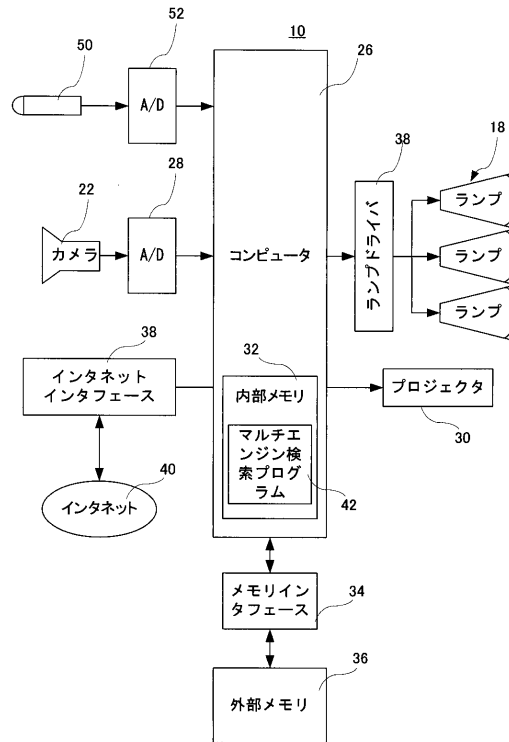 10
50
52
26
A/D
38
18
ランプ
22
28
カメラ
A/D
コンピュータ
ランプドライバ
ランプ
ランプ
38
インタネット
インタフェース
32
内部メモリ
プロジェクタ
30
マルチエ
ンジン検
索プログ
ラム
42
40
インタネット
メモリイン
タフェース
34
36
外部メモリ